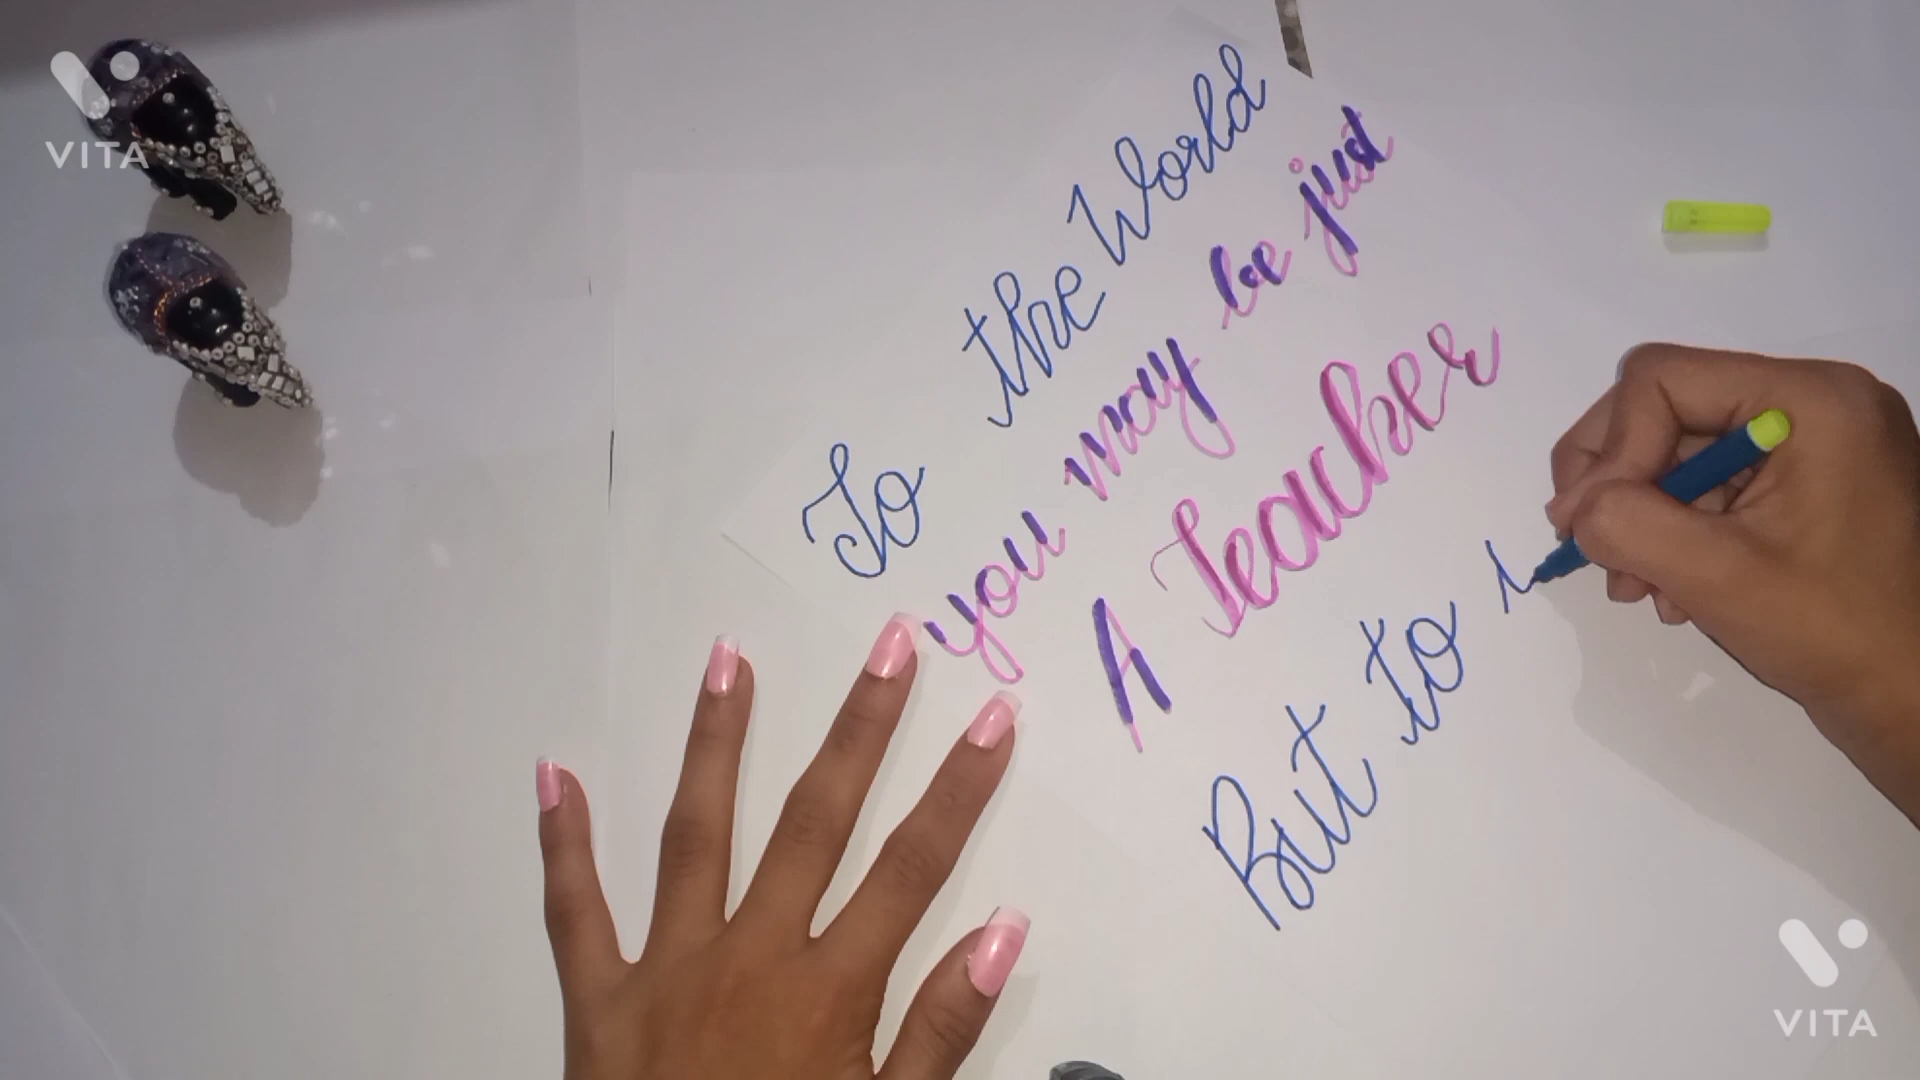 VITA
To the World
you may be just
A Teacher
But to
VITA